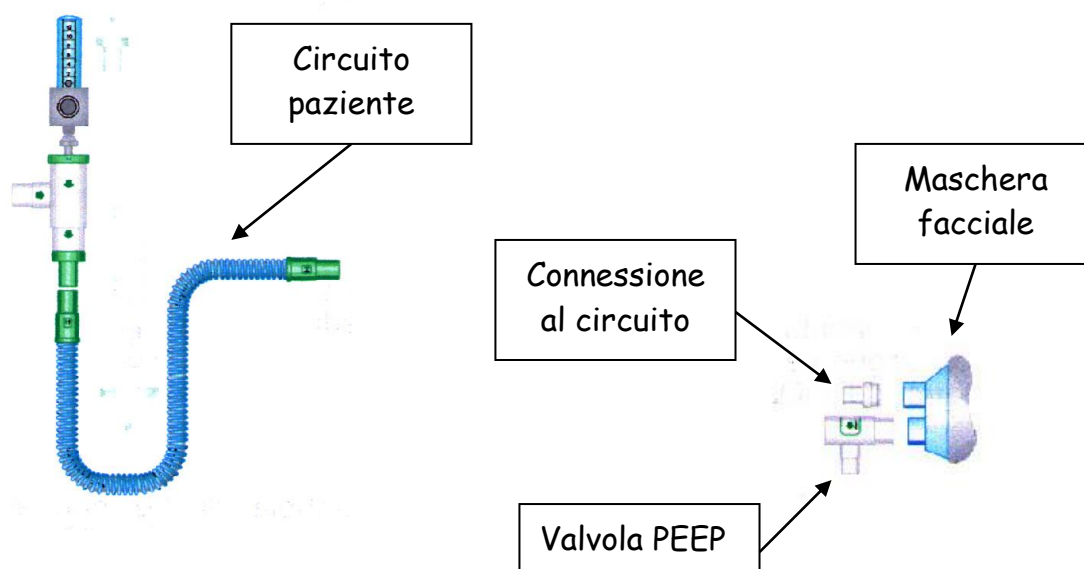 Circuito
paziente
Maschera
facciale
Connessione
al circuito
Valvola PEEP